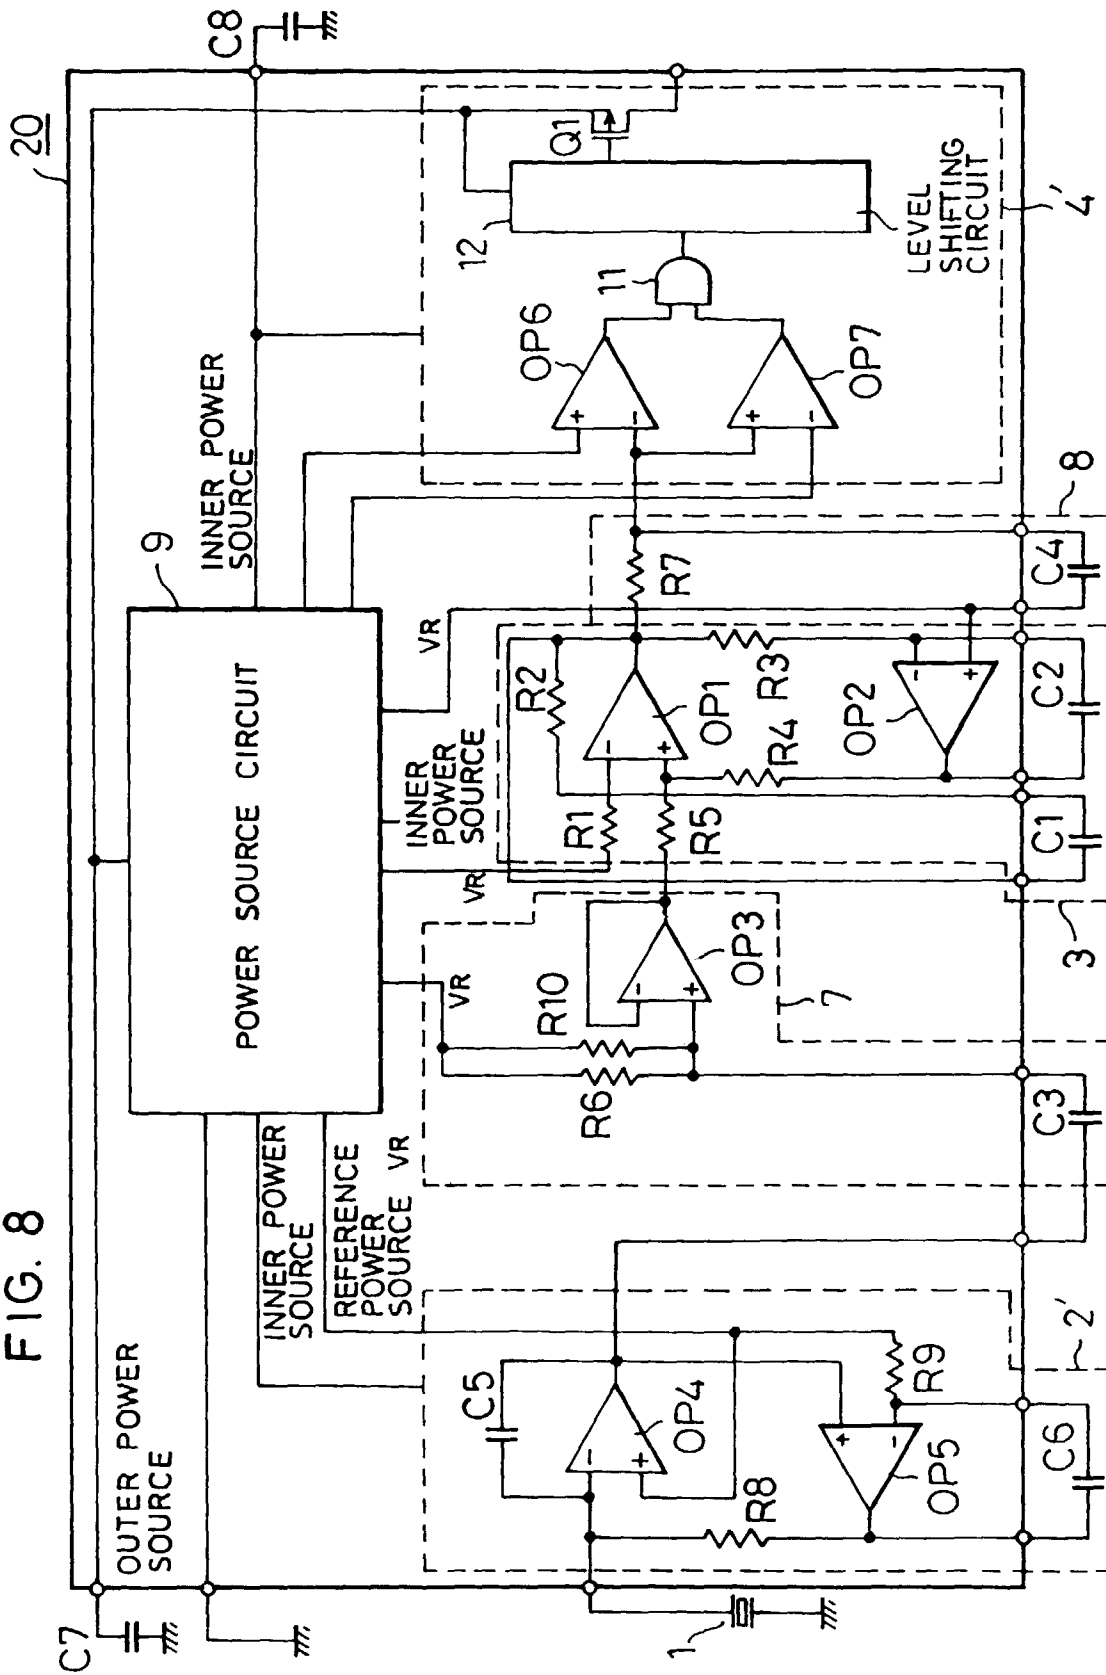 FIG. 8
20
C7
OUTER POWER
SOURCE
INNER POWER
SOURCE
REFERENCE
POWER
SOURCE VR
POWER SOURCE CIRCUIT
9
INNER POWER
SOURCE
C8
VR
VR
INNER
POWER
SOURCE
VR
1
C5
-
+
OP4
R8
+
-
OP5
R9
C6
2'
R6
R10
-
+
OP3
7
C3
R1
R5
R2
-
+
OP1
R4
R3
OP2
-
+
C1
C2
3
R7
C4
8
+
-
OP6
+
-
OP7
11
12
Q1
LEVEL
SHIFTING
CIRCUIT
4'